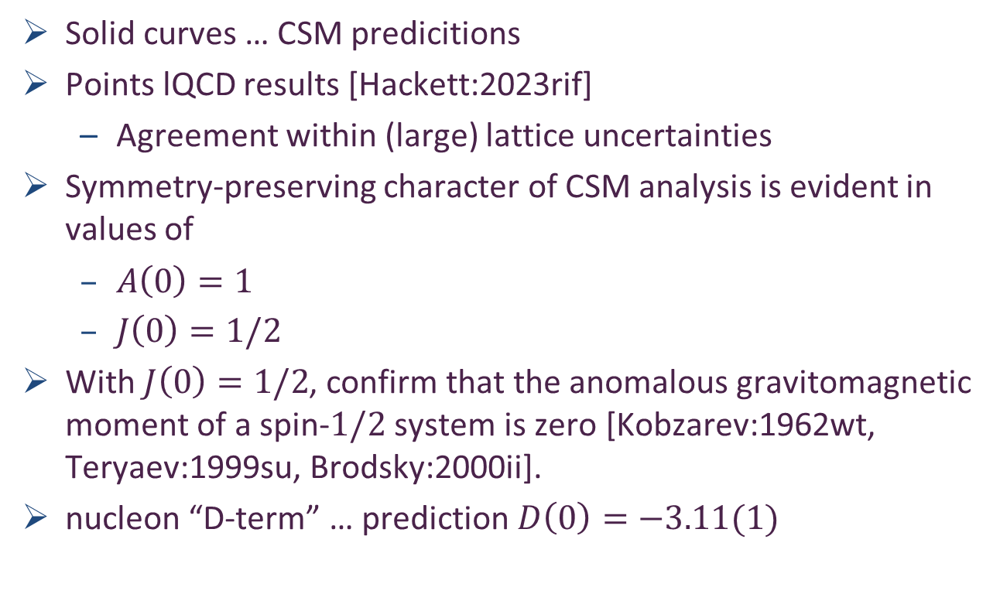 ➢ Solid curves … CSM predicitions
➢ Points lQCD results [Hackett:2023rif]
– Agreement within (large) lattice uncertainties
➢ Symmetry-preserving character of CSM analysis is evident in
values of
– A(0) = 1
– J(0) = 1/2
➢ With J(0) = 1/2, confirm that the anomalous gravitomagnetic
moment of a spin-1/2 system is zero [Kobzarev:1962wt,
Teryaev:1999su, Brodsky:2000ii].
➢ nucleon “D-term” … prediction D(0) = −3.11(1)